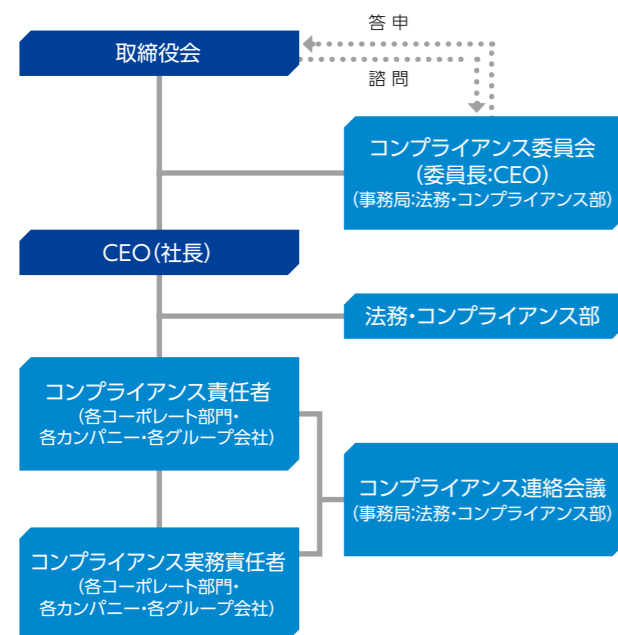 答申
取締役会
諮問
コンプライアンス委員会
(委員長:CEO)
(事務局:法務・コンプライアンス部)
CEO(社長)
法務・コンプライアンス部
コンプライアンス責任者
(各コーポレート部門・
各カンパニー・各グループ会社)
コンプライアンス連絡会議
(事務局:法務・コンプライアンス部)
コンプライアンス実務責任者
(各コーポレート部門・
各カンパニー・各グループ会社)